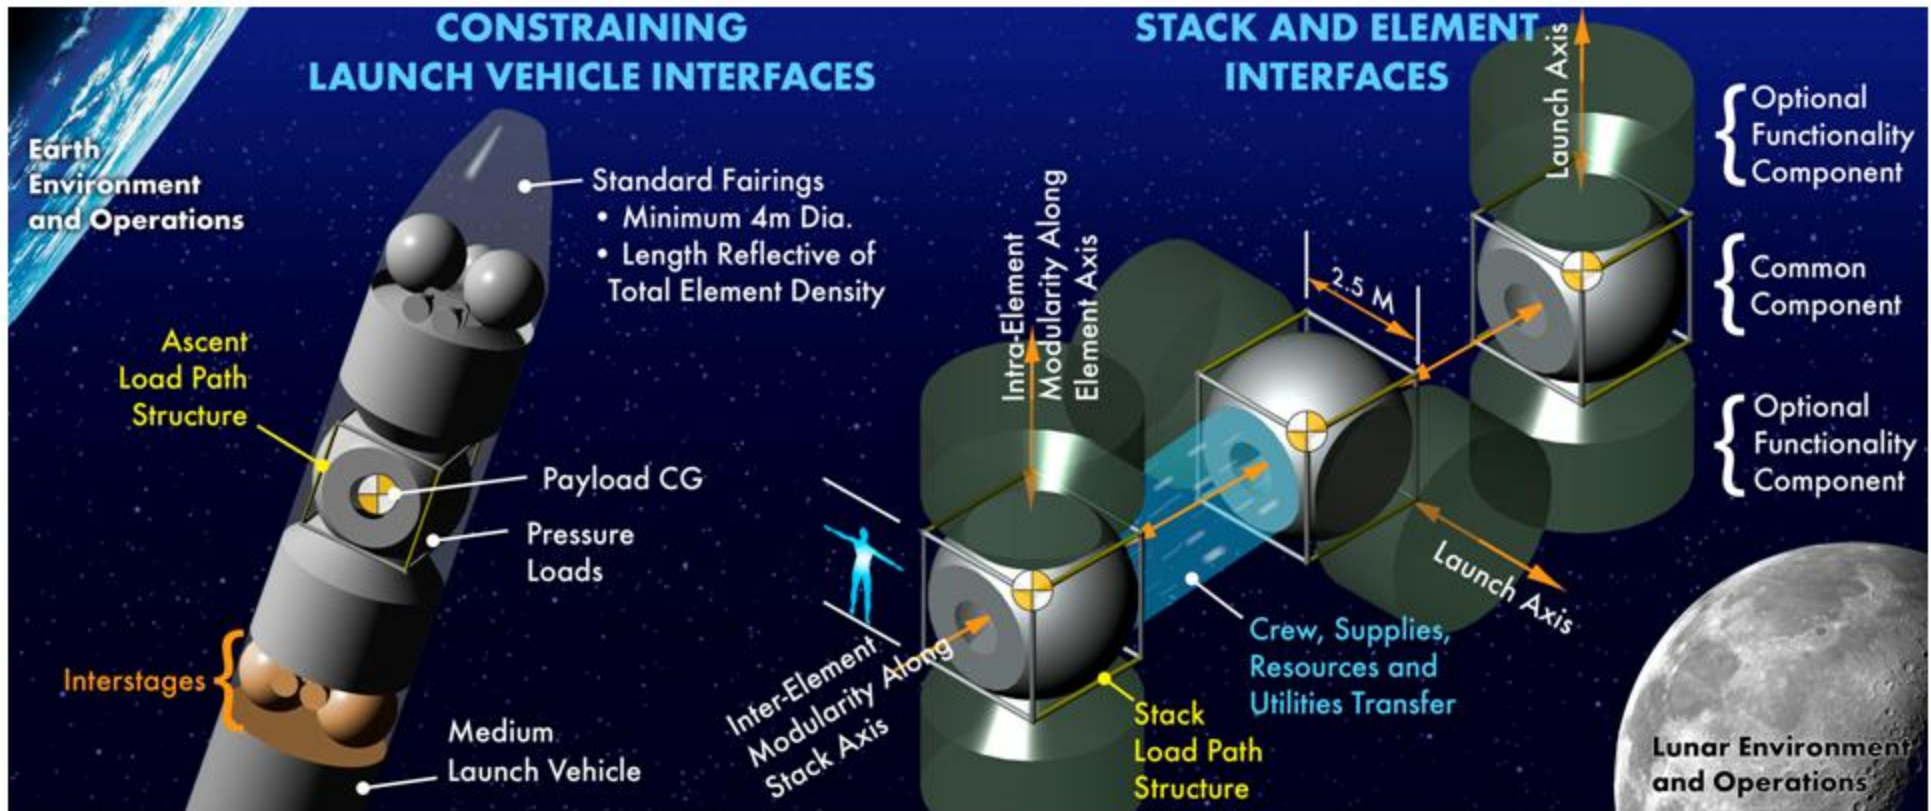 CONSTRAINING
LAUNCH VEHICLE INTERFACES
Earth
Environment
and Operations
Standard Fairings
• Minimum 4m Dia.
• Length Reflective of
Total Element Density
Ascent
Load Path
Structure
Payload CG
Pressure
Loads
Interstages
Medium
Launch Vehicle
STACK AND ELEMENT
INTERFACES
Launch Axis
Optional
Functionality
Component
Common
Component
Optional
Functionality
Component
Intra-Element
Modularity Along
Element Axis
2.5 M
Launch Axis
Inter-Element
Modularity Along
Stack Axis
Crew, Supplies,
Resources and
Utilities Transfer
Stack
Load Path
Structure
Lunar Environment
and Operations